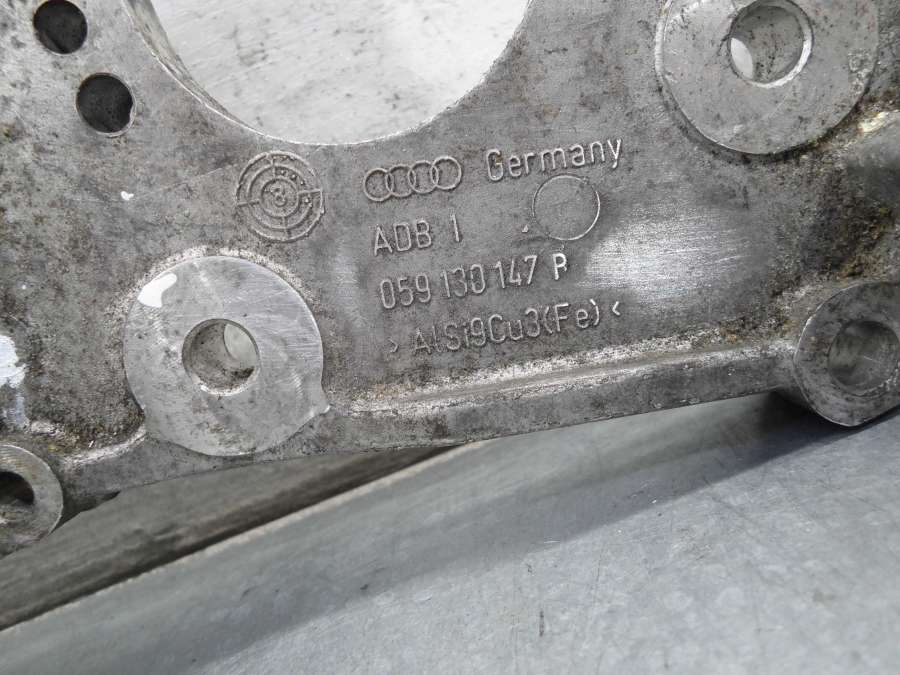 Germany
ADB 1
059 130 147 R
>AlSi9Cu3(Fe)<